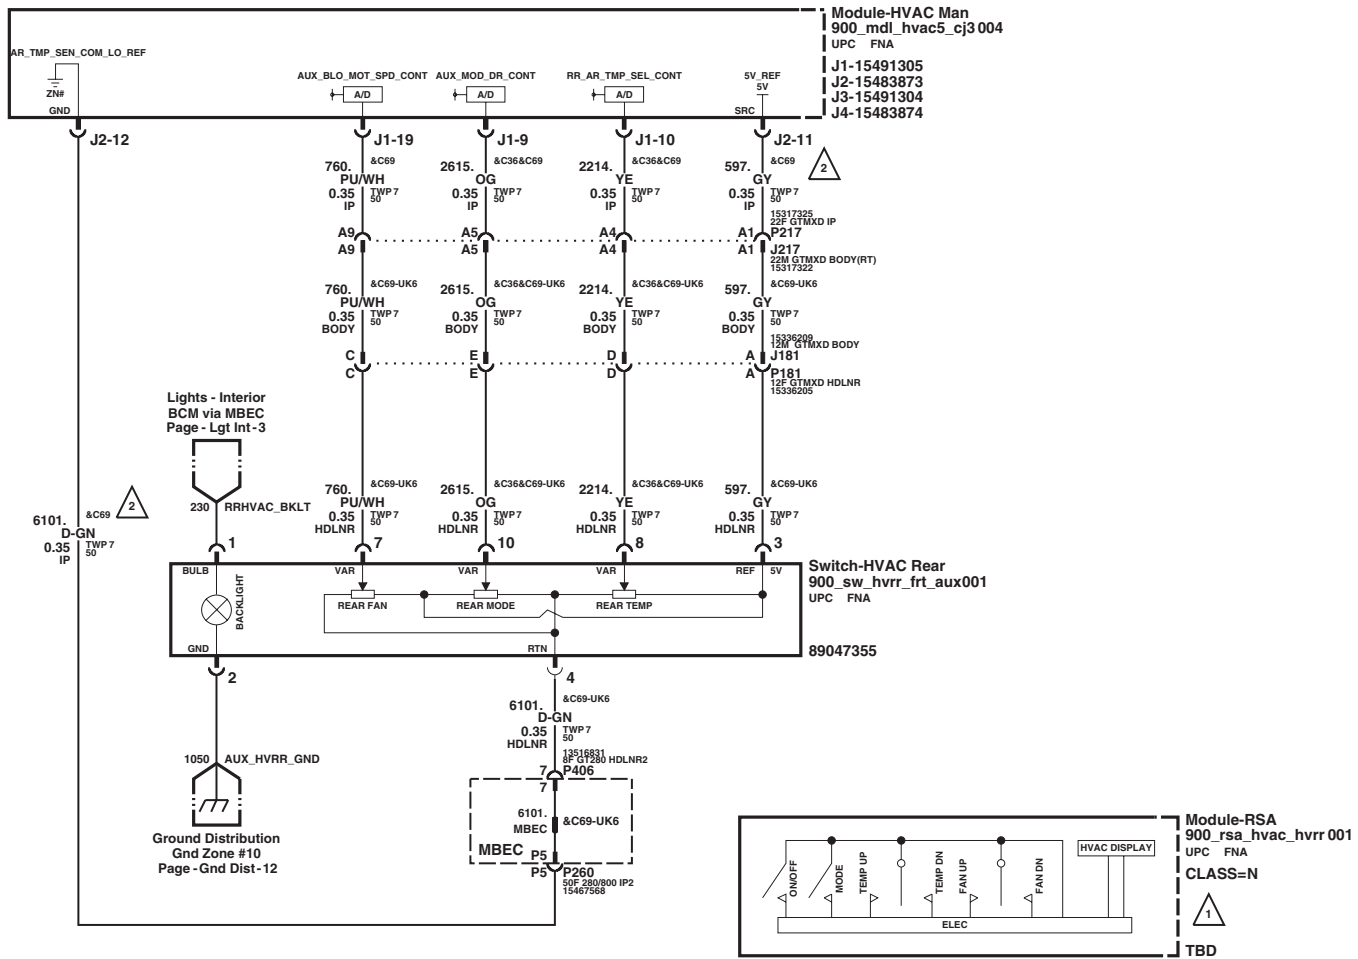 Module-HVAC Man
900_mdl_hvac5_cj3 004
UPC FNA
J1-15491305
J2-15483873
J3-15491304
J4-15483874
AR_TMP_SEN_COM_LO_REF
ZN#
GND
AUX_BLO_MOT_SPD_CONT
A/D
AUX_MOD_DR_CONT
A/D
RR_AR_TMP_SEL_CONT
A/D
5V_REF
5V
SRC
J2-12
J1-19
J1-9
J1-10
J2-11
760.
&C69
PU/WH
0.35
TWP 7
50
IP
2615.
&C36&C69
OG
0.35
TWP 7
50
IP
2214.
&C36&C69
YE
0.35
TWP 7
50
IP
597.
&C69
GY
0.35
TWP 7
50
IP
2
15317325
22F GTMXD IP
A9
A5
A4
A1
P217
A9
A5
A4
A1
J217
22M GTMXD BODY(RT)
15317322
760.
&C69-UK6
PU/WH
0.35
TWP 7
50
BODY
2615.
&C36&C69-UK6
OG
0.35
TWP 7
50
BODY
2214.
&C36&C69-UK6
YE
0.35
TWP 7
50
BODY
597.
&C69-UK6
GY
0.35
TWP 7
50
BODY
15336209
12M GTMXD BODY
C
E
D
A
J181
C
E
D
A
P181
12F GTMXD HDLNR
15336205
Lights - Interior
BCM via MBEC
Page - Lgt Int-3
230
RRHVAC_BKLT
760.
&C69-UK6
PU/WH
0.35
TWP 7
50
HDLNR
2615.
&C36&C69-UK6
OG
0.35
TWP 7
50
HDLNR
2214.
&C36&C69-UK6
YE
0.35
TWP 7
50
HDLNR
597.
&C69-UK6
GY
0.35
TWP 7
50
HDLNR
6101.
&C69
D-GN
0.35
TWP 7
50
IP
2
1
7
10
8
3
BULB
VAR
VAR
VAR
REF
5V
Switch-HVAC Rear
900_sw_hvrr_frt_aux001
UPC FNA
BACKLIGHT
REAR FAN
REAR MODE
REAR TEMP
GND
RTN
89047355
2
4
6101.
&C69-UK6
D-GN
0.35
TWP 7
50
HDLNR
13516831
8F GT280 HDLNR2
7
P406
7
1050
AUX_HVRR_GND
Ground Distribution
Gnd Zone #10
Page -Gnd Dist-12
6101.
&C69-UK6
MBEC
MBEC
P5
P5
P260
50F 280/800 IP2
15467568
Module-RSA
900_rsa_hvac_hvrr 001
UPC FNA
CLASS=N
1
TBD
ON/OFF
MODE
TEMP UP
TEMP DN
FAN UP
FAN DN
HVAC DISPLAY
ELEC